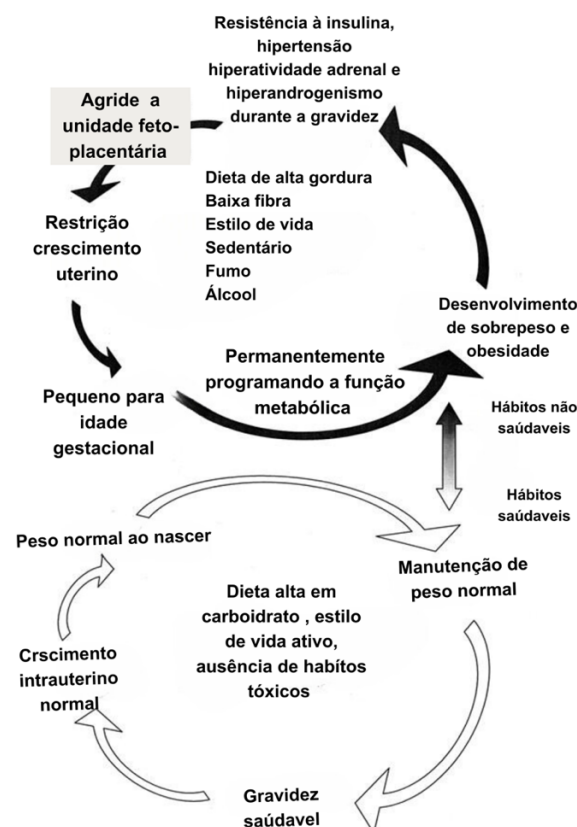 Resistência à insulina,
hipertensão
hiperatividade adrenal e
hiperandrogenismo
durante a gravidez
Agride a
unidade feto-
placentária
Dieta de alta gordura
Baixa fibra
Estilo de vida
Sedentário
Fumo
Álcool
Restrição
crescimento
uterino
Desenvolvimento
de sobrepeso e
obesidade
Permanentemente
programando a função
metabólica
Pequeno para
idade
gestacional
Hábitos não
saúdaveis
Hábitos
saúdaveis
Peso normal ao nascer
Manutenção de
peso normal
Dieta alta em
carboidrato , estilo
de vida ativo,
ausência de habítos
tóxicos
Crscimento
intrauterino
normal
Gravidez
saúdavel